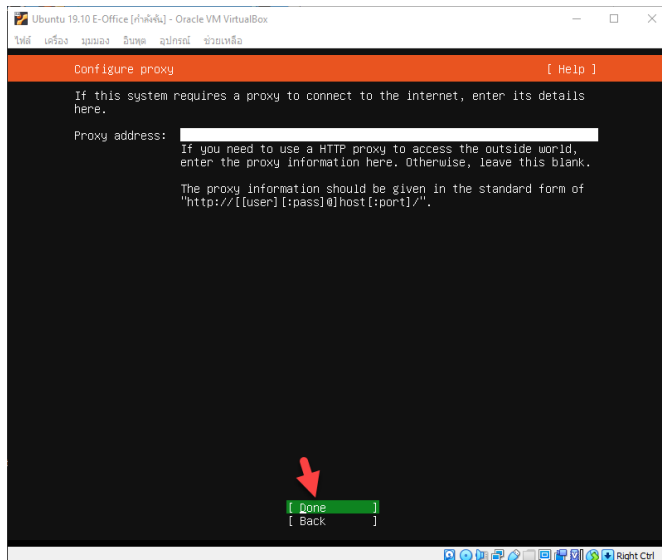 Ubuntu 19.10 E-Office [กำลังรัน] - Oracle VM VirtualBox
ไฟล์ เครื่อง มุมมอง อินพุต อุปกรณ์ ช่วยเหลือ
Configure proxy [ Help ]
If this system requires a proxy to connect to the internet, enter its details
here.
Proxy address:
If you need to use a HTTP proxy to access the outside world,
enter the proxy information here. Otherwise, leave this blank.
The proxy information should be given in the standard form of
"http://[[user][:pass]@]host[:port]/".
[ Done ]
[ Back ]
Right Ctrl